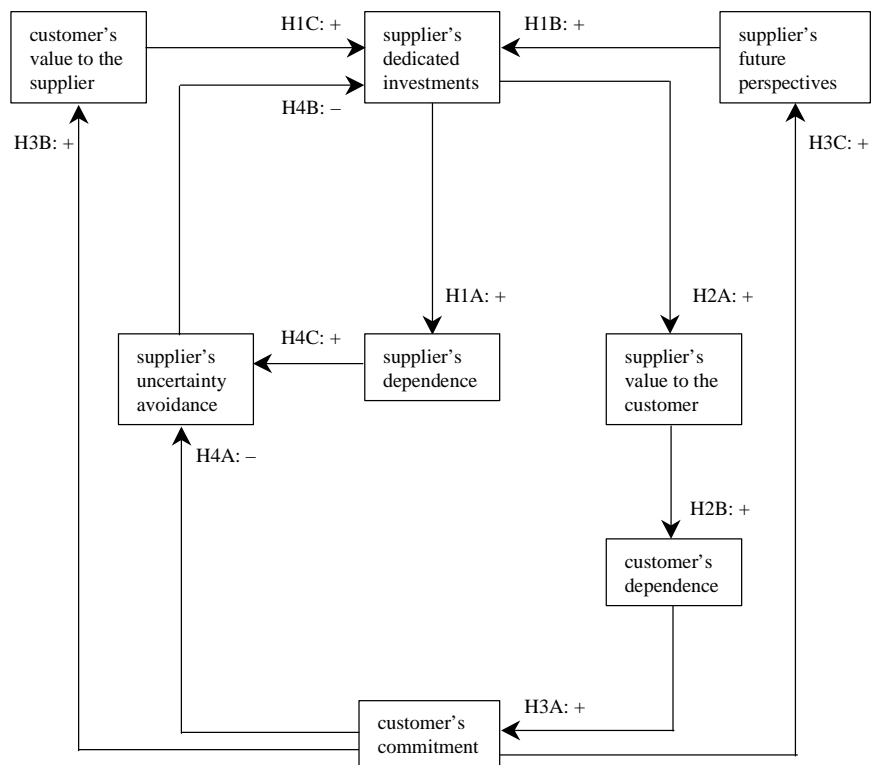 customer's
value to the
supplier
H1C: +
supplier's
dedicated
investments
H1B: +
supplier's
future
perspectives
H4B: –
H3B: +
H3C: +
H1A: +
H2A: +
supplier's
uncertainty
avoidance
H4C: +
supplier's
dependence
supplier's
value to the
customer
H4A: –
H2B: +
customer's
dependence
H3A: +
customer's
commitment